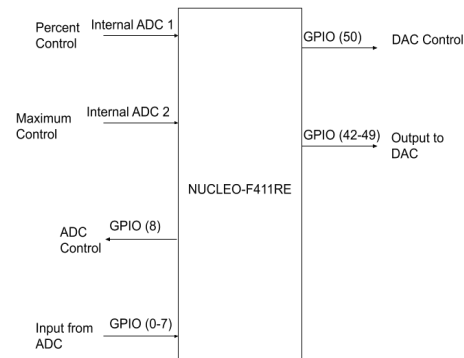 Percent
Control
Internal ADC 1
GPIO (50)
DAC Control
Maximum
Control
Internal ADC 2
GPIO (42-49)
Output to
DAC
NUCLEO-F411RE
ADC
Control
GPIO (8)
Input from
ADC
GPIO (0-7)